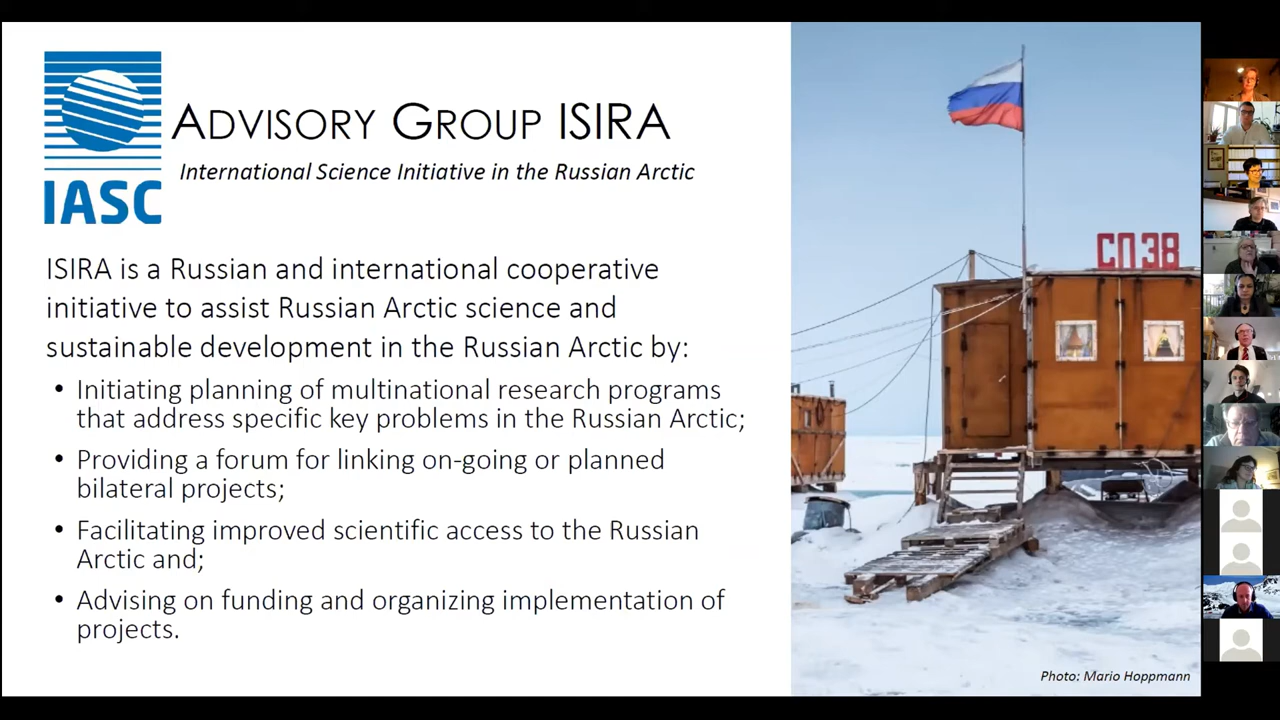 IASC
ADVISORY GROUP ISIRA
International Science Initiative in the Russian Arctic
ISIRA is a Russian and international cooperative
initiative to assist Russian Arctic science and
sustainable development in the Russian Arctic by:
• Initiating planning of multinational research programs
that address specific key problems in the Russian Arctic;
• Providing a forum for linking on-going or planned
bilateral projects;
• Facilitating improved scientific access to the Russian
Arctic and;
• Advising on funding and organizing implementation of
projects.
СП38
Photo: Mario Hoppmann